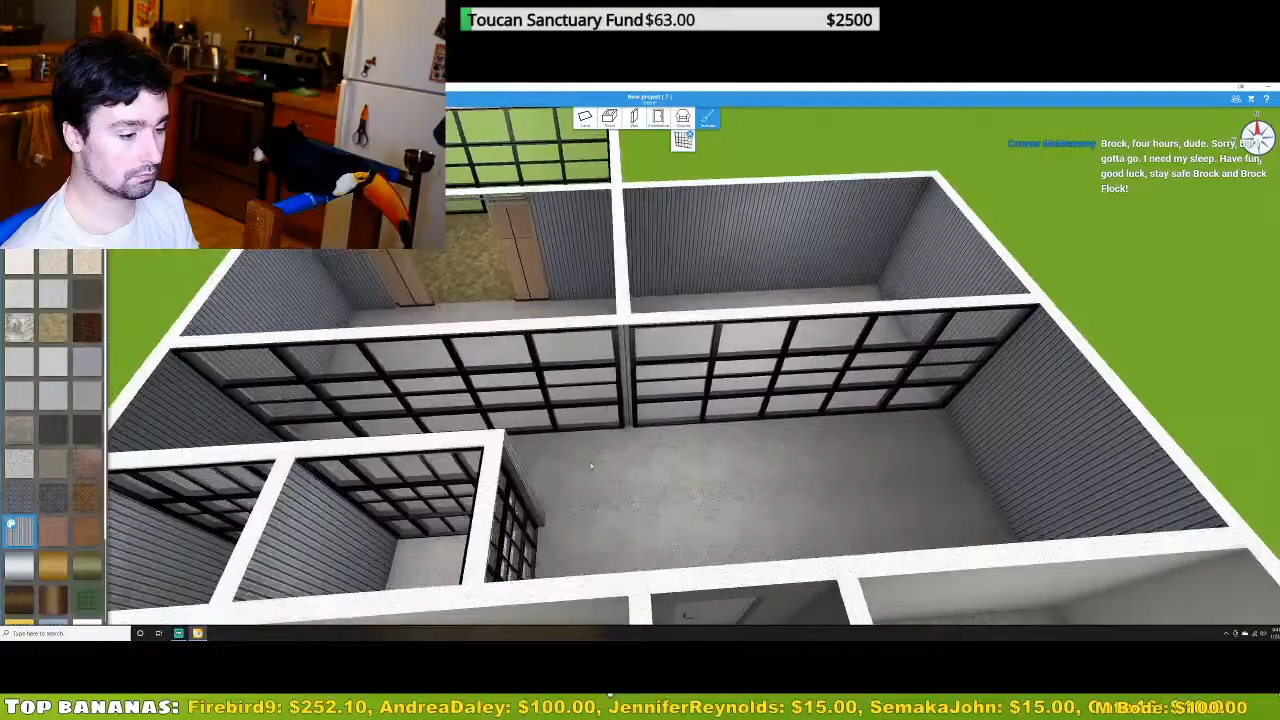 Toucan Sanctuary Fund $63.00 $2500
New project ( 7 )
Brock, four hours, dude. Sorry, but I
gotta go. I need my sleep. Have fun,
good luck, stay safe Brock and Brock
Flock!
Type here to search
TOP BANANAS: Firebird9: $252.10, AndreaDaley: $100.00, JenniferReynolds: $15.00, SemakaJohn: $15.00,